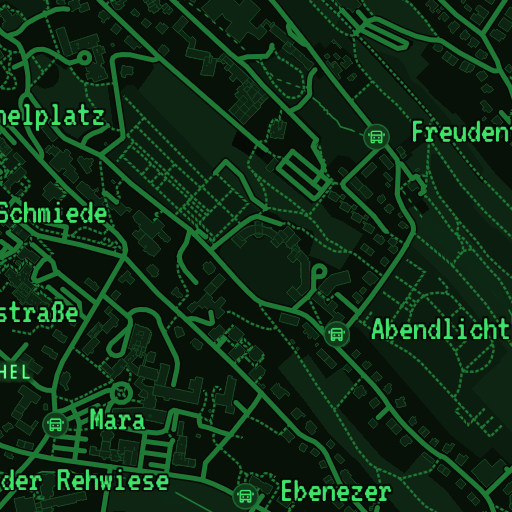 helplatz
Freudent
Schmiede
straße
Abendlicht
HEL
Mara
der Rehwiese
Ebenezer